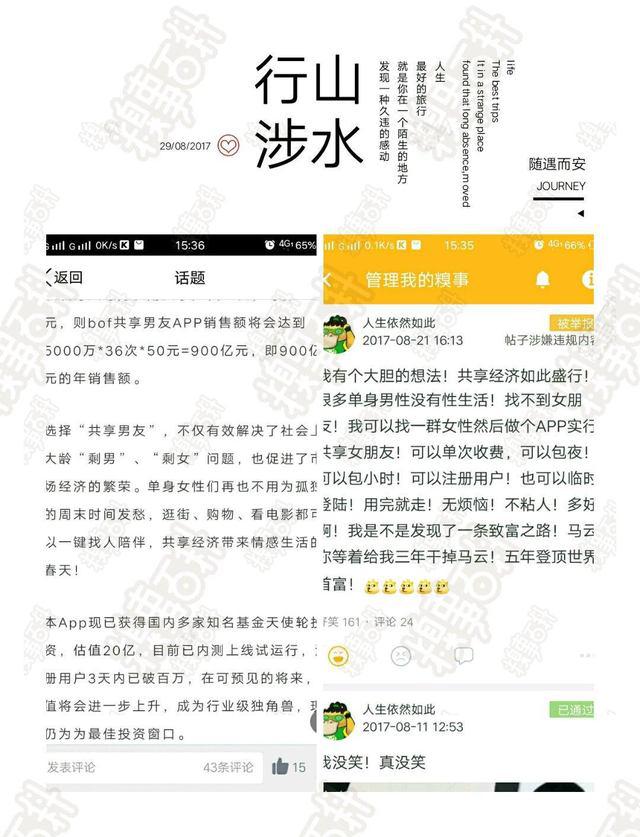 行山
涉水
29/08/2017
人生
最好的旅行
就是你在一个陌生的地方
发现一种久违的感动
life
The best trips
It in a strange place
found that long absence,moved
随遇而安
JOURNEY
0K/s K 15:36 4G 65%
返回 话题
元，则bof共享男友APP销售额将会达到
5000万*36次*50元=900亿元，即900亿
元的年销售额。
选择“共享男友”，不仅有效解决了社会上
大龄“剩男”、“剩女”问题，也促进了市
场经济的繁荣。单身女性们再也不用为孤独
的周末时间发愁，逛街、购物、看电影都可
以一键找人陪伴，共享经济带来情感生活的
春天！
本App现已获得国内多家知名基金天使轮投
资，估值20亿，目前已内测上线试运行，
册用户3天内已破百万，在可预见的将来，
值将会进一步上升，成为行业级独角兽，现
仍为为最佳投资窗口。
发表评论 43条评论 15
0.1K/s K 15:35 4G 66%
管理我的糗事
人生依然如此 被举报
2017-08-21 16:13 帖子涉嫌违规内容
我有个大胆的想法！共享经济如此盛行！
很多单身男性没有性生活！找不到女朋
友！我可以找一群女性然后做个APP实行
共享女朋友！可以单次收费，可以包夜！
可以包小时！可以注册用户！也可以临时
登陆！用完就走！无烦恼！不粘人！多好
啊！我是不是发现了一条致富之路！马云
你等着给我三年干掉马云！五年登顶世界
首富！
好笑 161 · 评论 24
人生依然如此 已通过
2017-08-11 12:53
我没笑！真没笑
糗事百科